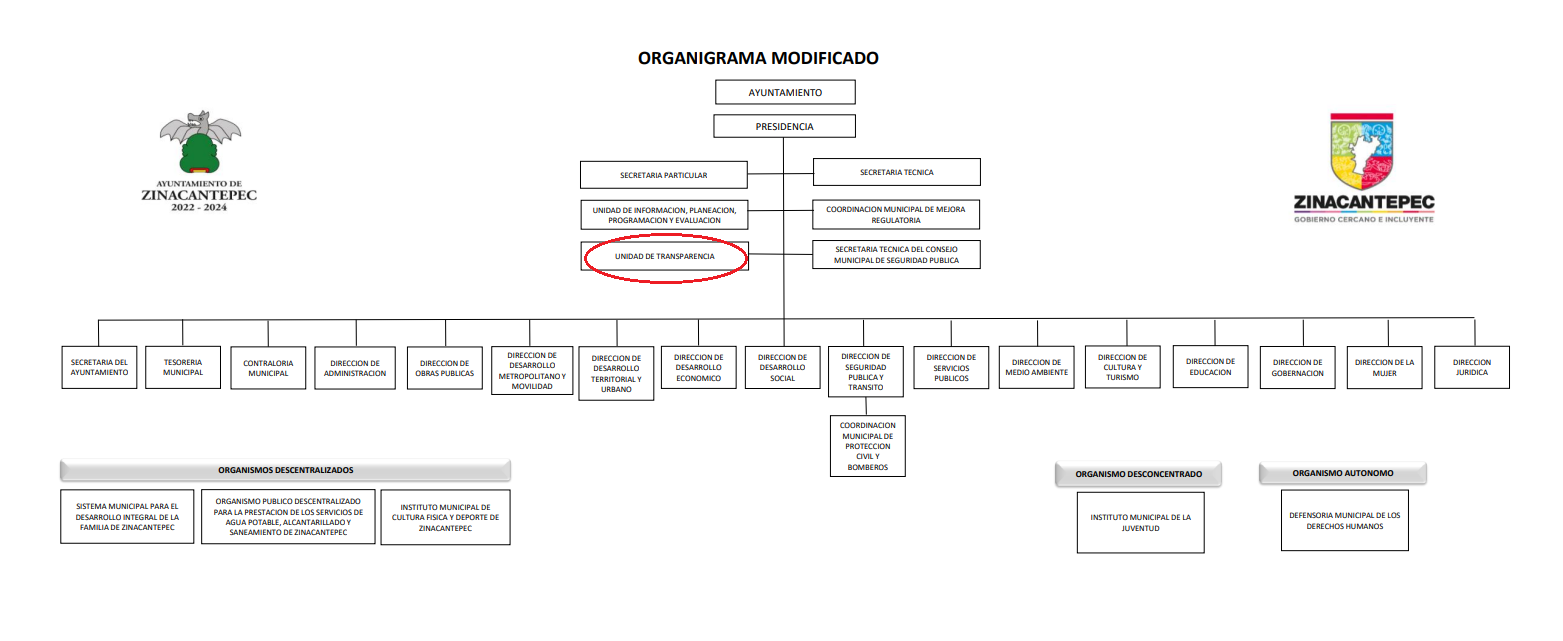 ORGANIGRAMA MODIFICADO
AYUNTAMIENTO
PRESIDENCIA
AYUNTAMIENTO DE
ZINACANTEPEC
2022 - 2024
ZINACANTEPEC
GOBIERNO CERCANO E INCLUYENTE
SECRETARIA PARTICULAR
SECRETARIA TECNICA
UNIDAD DE INFORMACION, PLANEACION,
PROGRAMACION Y EVALUACION
COORDINACION MUNICIPAL DE MEJORA
REGULATORIA
UNIDAD DE TRANSPARENCIA
SECRETARIA TECNICA DEL CONSEJO
MUNICIPAL DE SEGURIDAD PUBLICA
SECRETARIA DEL
AYUNTAMIENTO
TESORERIA
MUNICIPAL
CONTRALORIA
MUNICIPAL
DIRECCION DE
ADMINISTRACION
DIRECCION DE
OBRAS PUBLICAS
DIRECCION DE
DESARROLLO
METROPOLITANO Y
MOVILIDAD
DIRECCION DE
DESARROLLO
TERRITORIAL Y
URBANO
DIRECCION DE
DESARROLLO
ECONOMICO
DIRECCION DE
DESARROLLO
SOCIAL
DIRECCION DE
SEGURIDAD
PUBLICA Y
TRANSITO
DIRECCION DE
SERVICIOS
PUBLICOS
DIRECCION DE
MEDIO AMBIENTE
DIRECCION DE
CULTURA Y
TURISMO
DIRECCION DE
EDUCACION
DIRECCION DE
GOBERNACION
DIRECCION DE LA
MUJER
DIRECCION
JURIDICA
COORDINACION
MUNICIPAL DE
PROTECCION
CIVIL Y
BOMBEROS
ORGANISMOS DESCENTRALIZADOS
SISTEMA MUNICIPAL PARA EL
DESARROLLO INTEGRAL DE LA
FAMILIA DE ZINACANTEPEC
ORGANISMO PUBLICO DESCENTRALIZADO
PARA LA PRESTACION DE LOS SERVICIOS DE
AGUA POTABLE, ALCANTARILLADO Y
SANEAMIENTO DE ZINACANTEPEC
INSTITUTO MUNICIPAL DE
CULTURA FISICA Y DEPORTE DE
ZINACANTEPEC
ORGANISMO DESCONCENTRADO
INSTITUTO MUNICIPAL DE LA
JUVENTUD
ORGANISMO AUTONOMO
DEFENSORIA MUNICIPAL DE LOS
DERECHOS HUMANOS